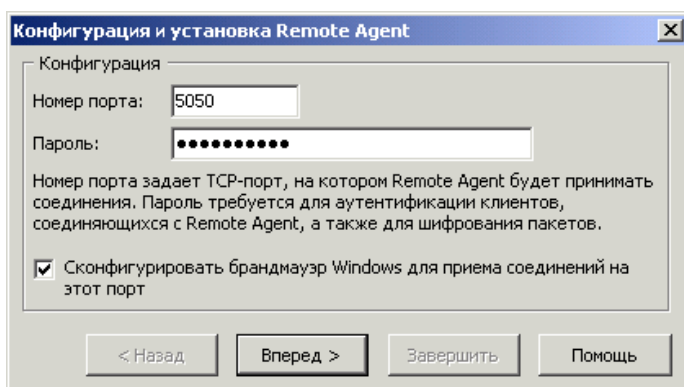 Конфигурация и установка Remote Agent
Конфигурация
Номер порта: 5050
Пароль: ••••••••••
Номер порта задает TCP-порт, на котором Remote Agent будет принимать
соединения. Пароль требуется для аутентификации клиентов,
соединяющихся с Remote Agent, а также для шифрования пакетов.
Сконфигурировать брандмауэр Windows для приема соединений на
этот порт
< Назад Вперед > Завершить Помощь